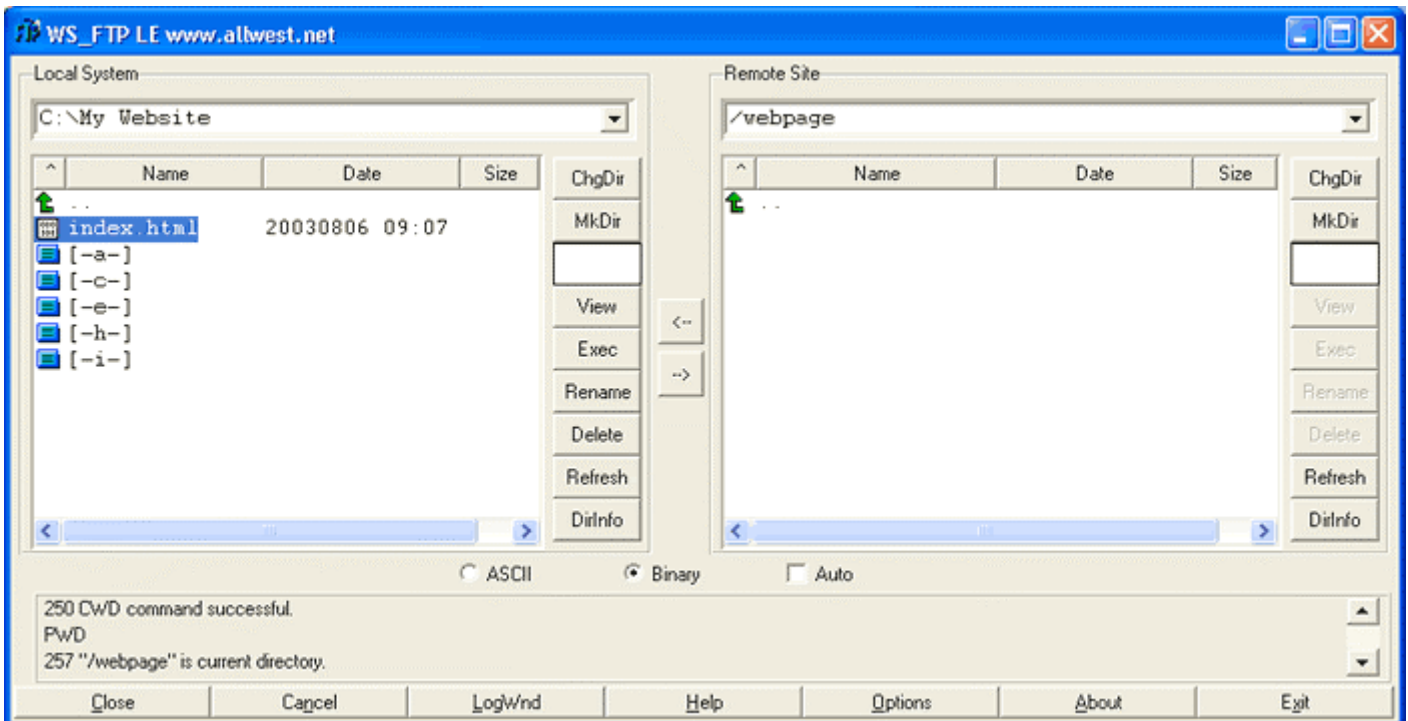 WS_FTP LE www.allwest.net
Local System
C:\My Website
^ Name Date Size
..
index.html 20030806 09:07
[-a-]
[-c-]
[-e-]
[-h-]
[-i-]
ChgDir
MkDir
View
Exec
Rename
Delete
Refresh
DirInfo
<--
-->
Remote Site
/webpage
^ Name Date Size
..
ChgDir
MkDir
View
Exec
Rename
Delete
Refresh
DirInfo
ASCII Binary Auto
250 CWD command successful.
PWD
257 "/webpage" is current directory.
Close Cancel LogWnd Help Options About Exit